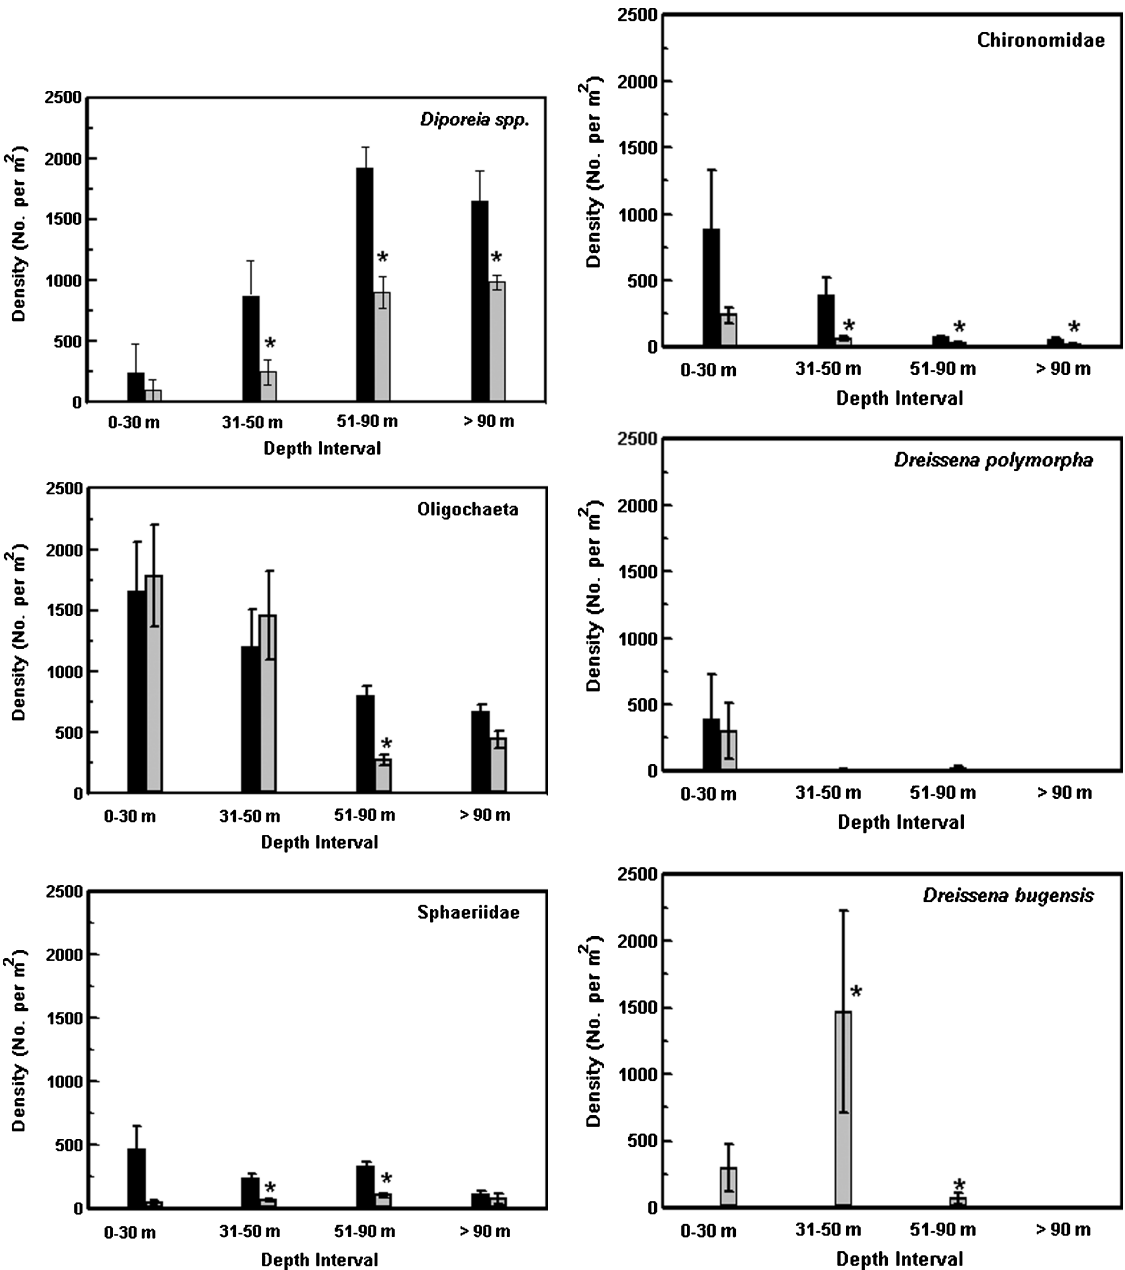 Diporeia spp.
Density (No. per m2)
2500
2000
1500
1000
500
0
*
*
*
0-30 m
31-50 m
51-90 m
> 90 m
Depth Interval
Oligochaeta
Density (No. per m2)
2500
2000
1500
1000
500
0
*
0-30 m
31-50 m
51-90 m
> 90 m
Depth Interval
Sphaeriidae
Density (No. per m2)
2500
2000
1500
1000
500
0
*
*
0-30 m
31-50 m
51-90 m
> 90 m
Depth Interval
Chironomidae
Density (No. per m2)
2500
2000
1500
1000
500
0
*
*
*
0-30 m
31-50 m
51-90 m
> 90 m
Depth Interval
Dreissena polymorpha
Density (No. per m2)
2500
2000
1500
1000
500
0
0-30 m
31-50 m
51-90 m
> 90 m
Depth Interval
Dreissena bugensis
Density (No. per m2)
2500
2000
1500
1000
500
0
*
*
0-30 m
31-50 m
51-90 m
> 90 m
Depth Interval